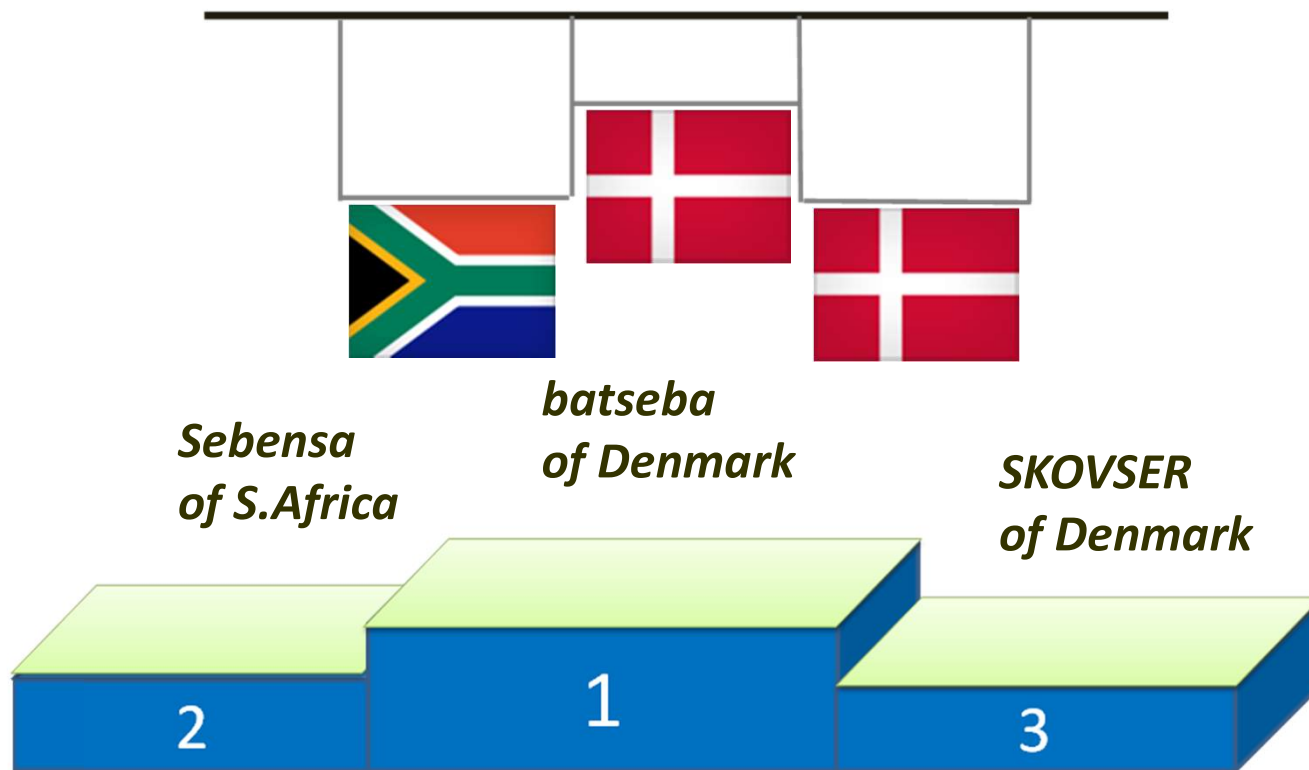 Sebensa
of S.Africa
batseba
of Denmark
SKOVSER
of Denmark
2
1
3